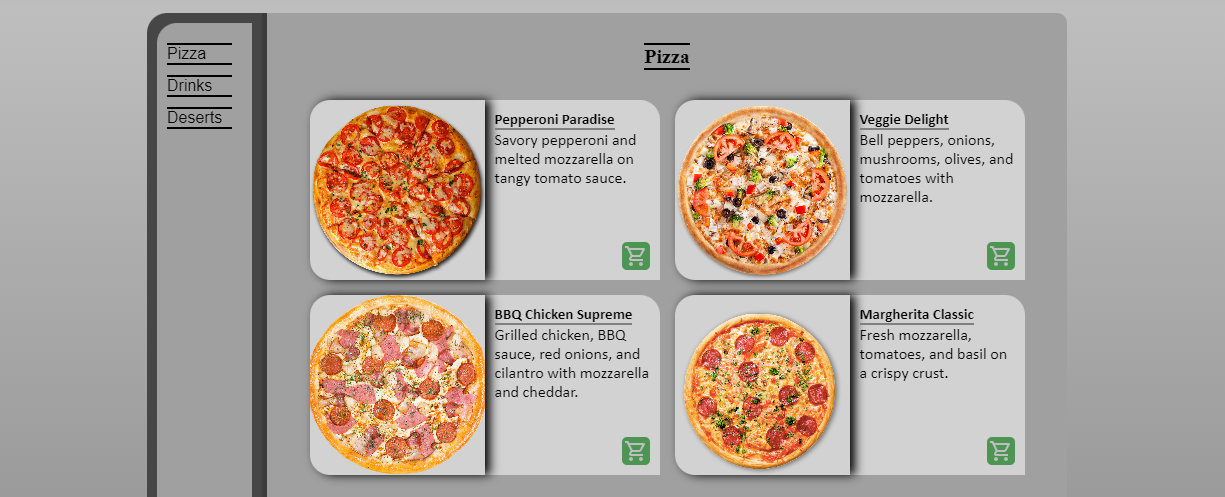 Pizza
Drinks
Deserts
Pizza
Pepperoni Paradise
Savory pepperoni and
melted mozzarella on
tangy tomato sauce.
Veggie Delight
Bell peppers, onions,
mushrooms, olives, and
tomatoes with
mozzarella.
BBQ Chicken Supreme
Grilled chicken, BBQ
sauce, red onions, and
cilantro with mozzarella
and cheddar.
Margherita Classic
Fresh mozzarella,
tomatoes, and basil on
a crispy crust.